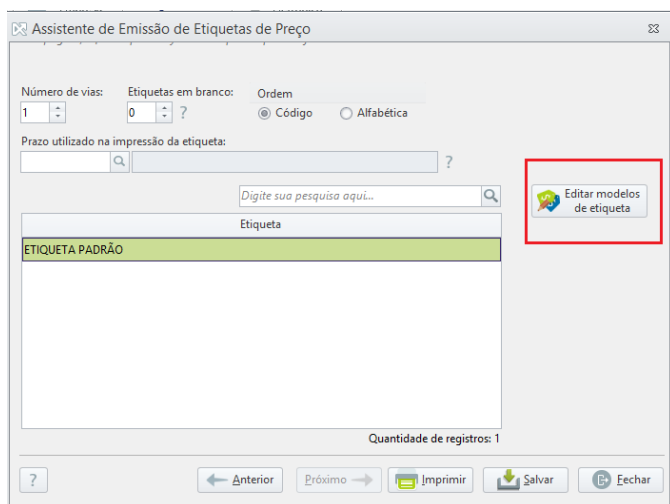 Assistente de Emissão de Etiquetas de Preço
Número de vias: Etiquetas em branco: Ordem
1 0 ? Código Alfabética
Prazo utilizado na impressão da etiqueta:
?
Digite sua pesquisa aqui...
Editar modelos
de etiqueta
Etiqueta
ETIQUETA PADRÃO
Quantidade de registros: 1
? Anterior Próximo Imprimir Salvar Fechar